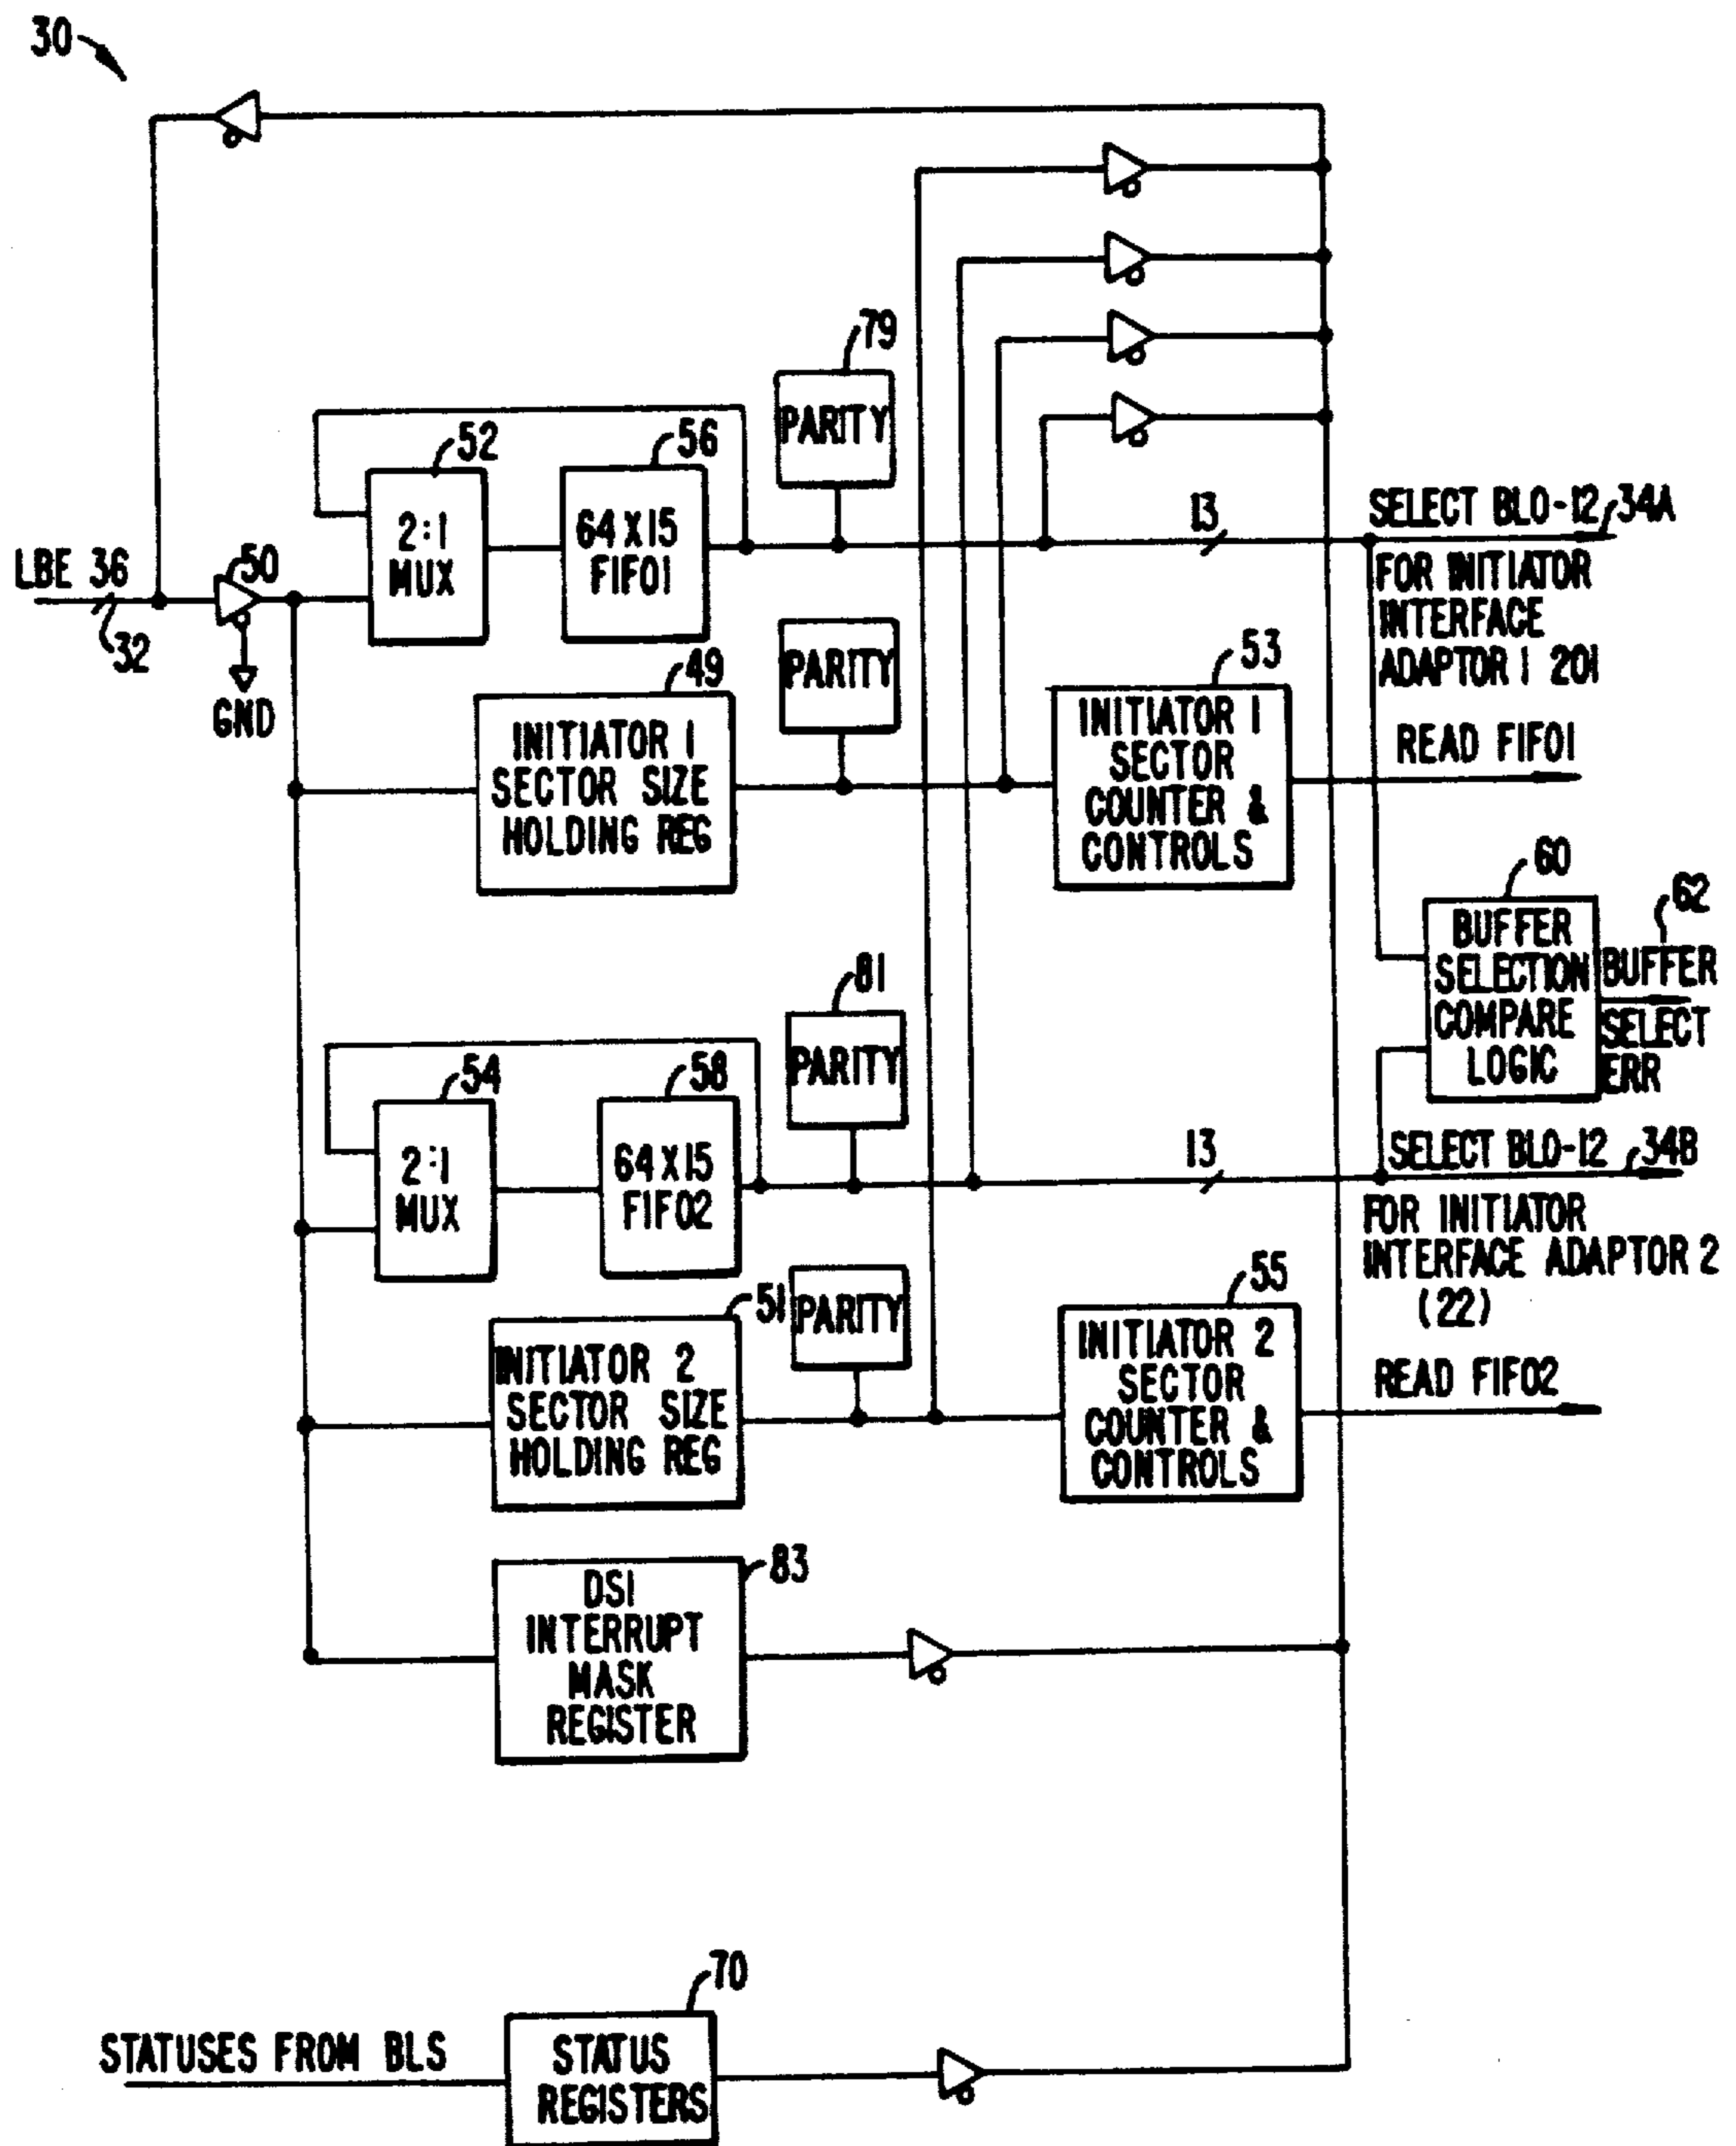 30
79
PARITY
52
2:1
MUX
56
64X15
FIFO1
13
SELECT BLO-12 34A
FOR INITIATOR
INTERFACE
ADAPTOR 1 201
LBE 36
32
50
GND
PARITY
49
INITIATOR 1
SECTOR SIZE
HOLDING REG
53
INITIATOR 1
SECTOR
COUNTER &
CONTROLS
READ FIFO1
60
BUFFER
SELECTION
COMPARE
LOGIC
62
BUFFER
SELECT
ERR
81
PARITY
54
2:1
MUX
58
64X15
FIFO2
13
SELECT BLO-12 34B
FOR INITIATOR
INTERFACE ADAPTOR 2
(22)
51
INITIATOR 2
SECTOR SIZE
HOLDING REG
PARITY
55
INITIATOR 2
SECTOR
COUNTER &
CONTROLS
READ FIFO2
83
DSI
INTERRUPT
MASK
REGISTER
STATUSES FROM BLS
70
STATUS
REGISTERS